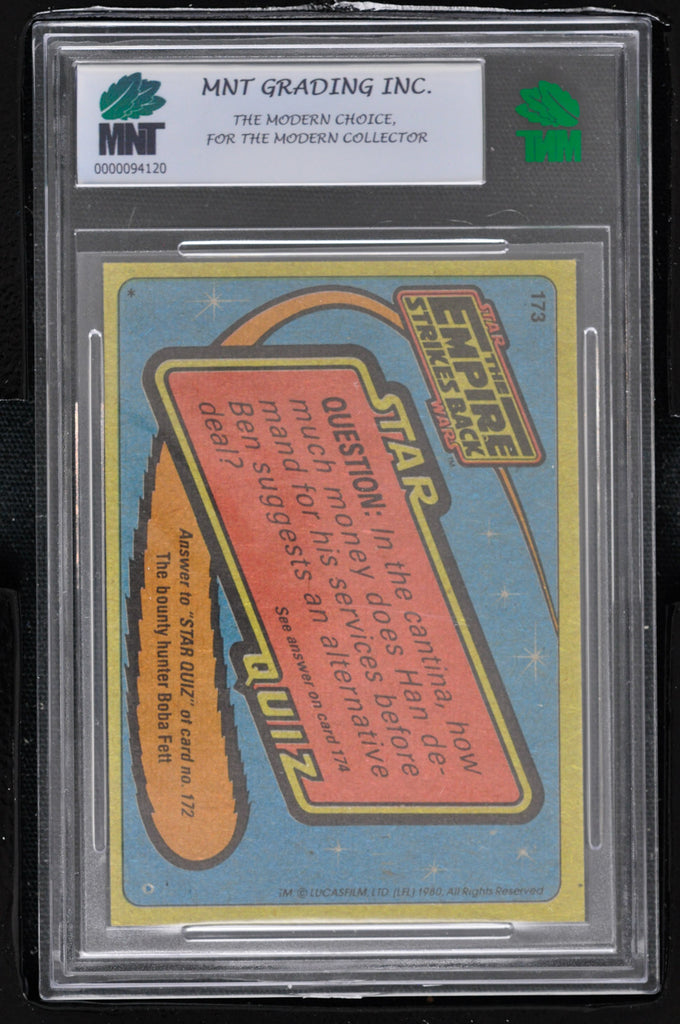 MNT GRADING INC.
THE MODERN CHOICE,
FOR THE MODERN COLLECTOR
MNT
0000094120
MNT
173
STAR
THE
EMPIRE
STRIKES BACK
WARS™
STAR
QUESTION: In the cantina, how
much money does Han de-
mand for his services before
Ben suggests an alternative
deal?
See answer on card 174
QUIZ
Answer to "STAR QUIZ" of card no. 172
The bounty hunter Boba Fett
*
TM: © LUCASFILM, LTD. (LFL) 1980. All Rights Reserved